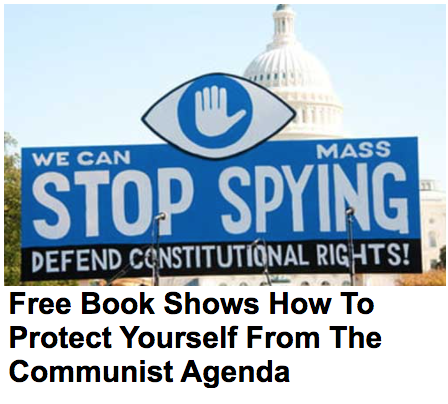 WE CAN MASS
STOP SPYING
DEFEND CONSTITUTIONAL RIGHTS!
Free Book Shows How To
Protect Yourself From The
Communist Agenda